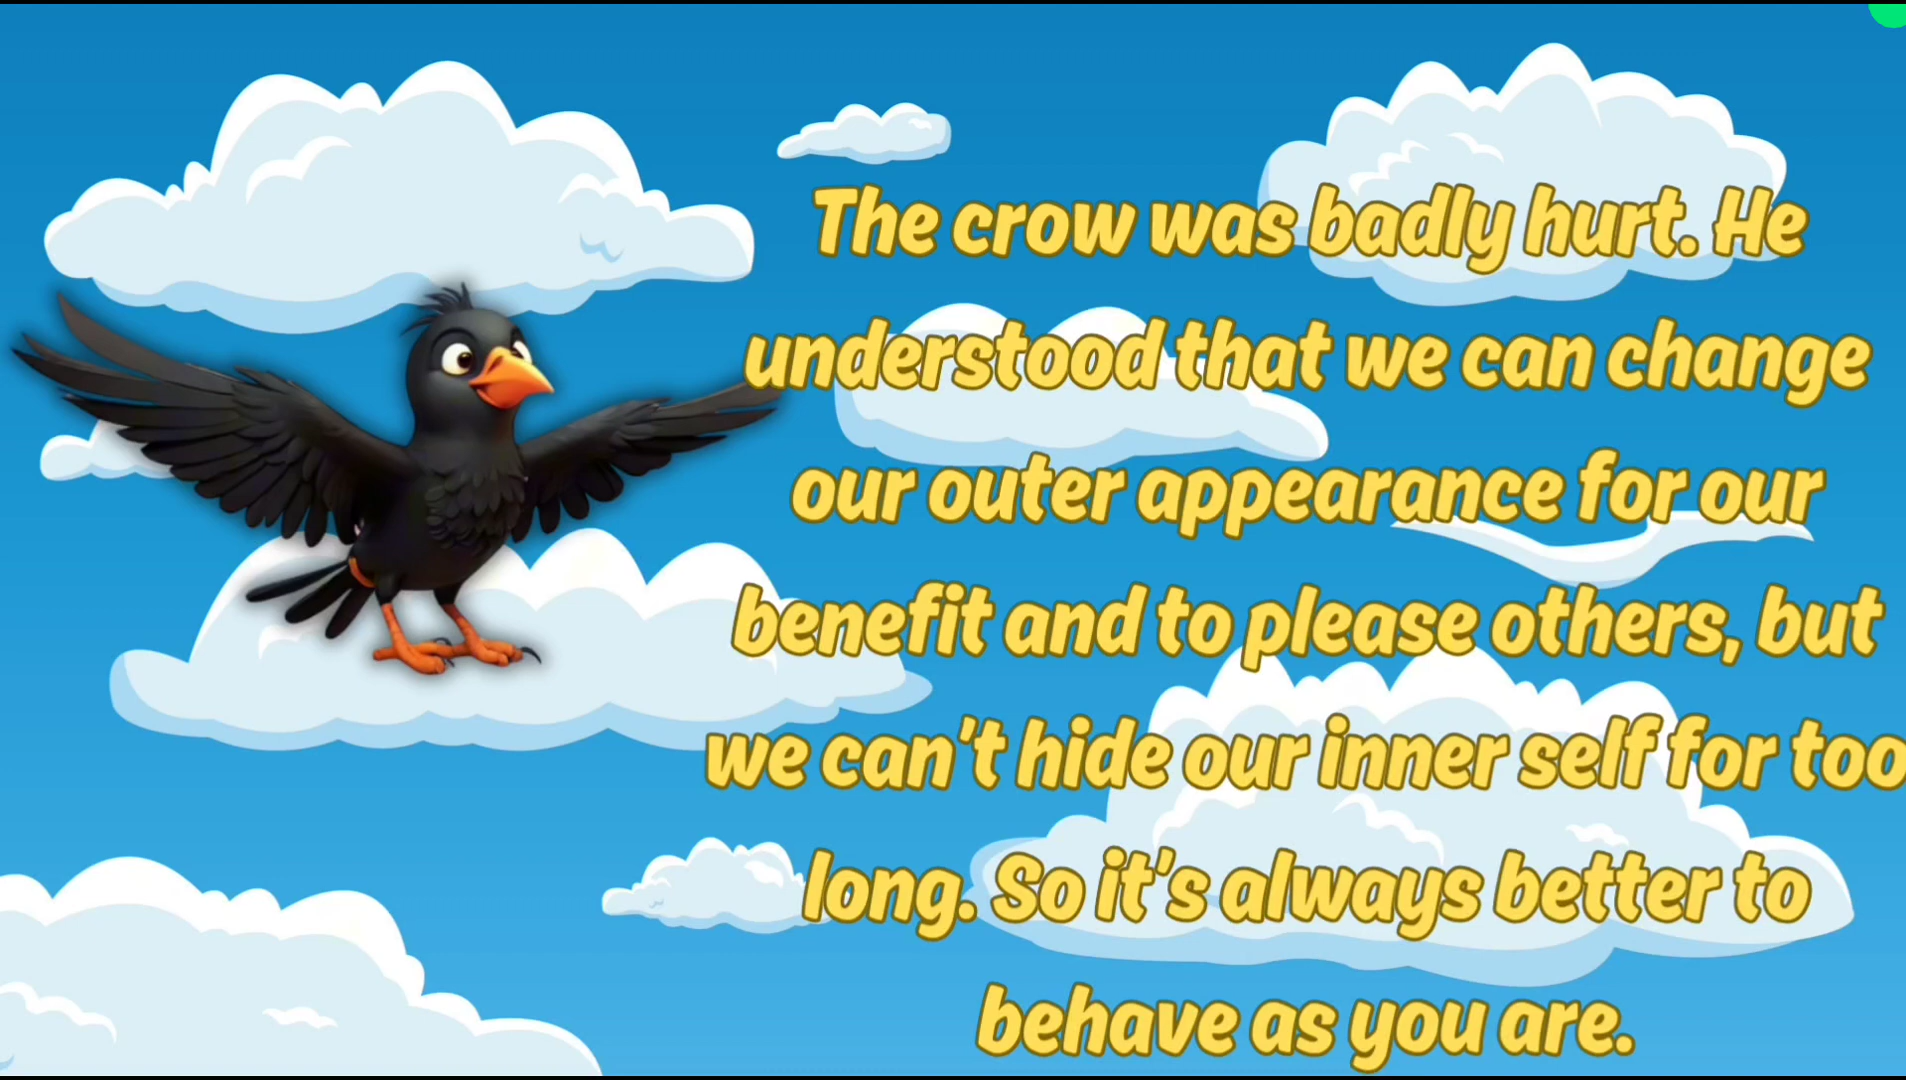 The crow was badly hurt. He
understood that we can change
our outer appearance for our
benefit and to please others, but
we can't hide our inner self for too
long. So it's always better to
behave as you are.